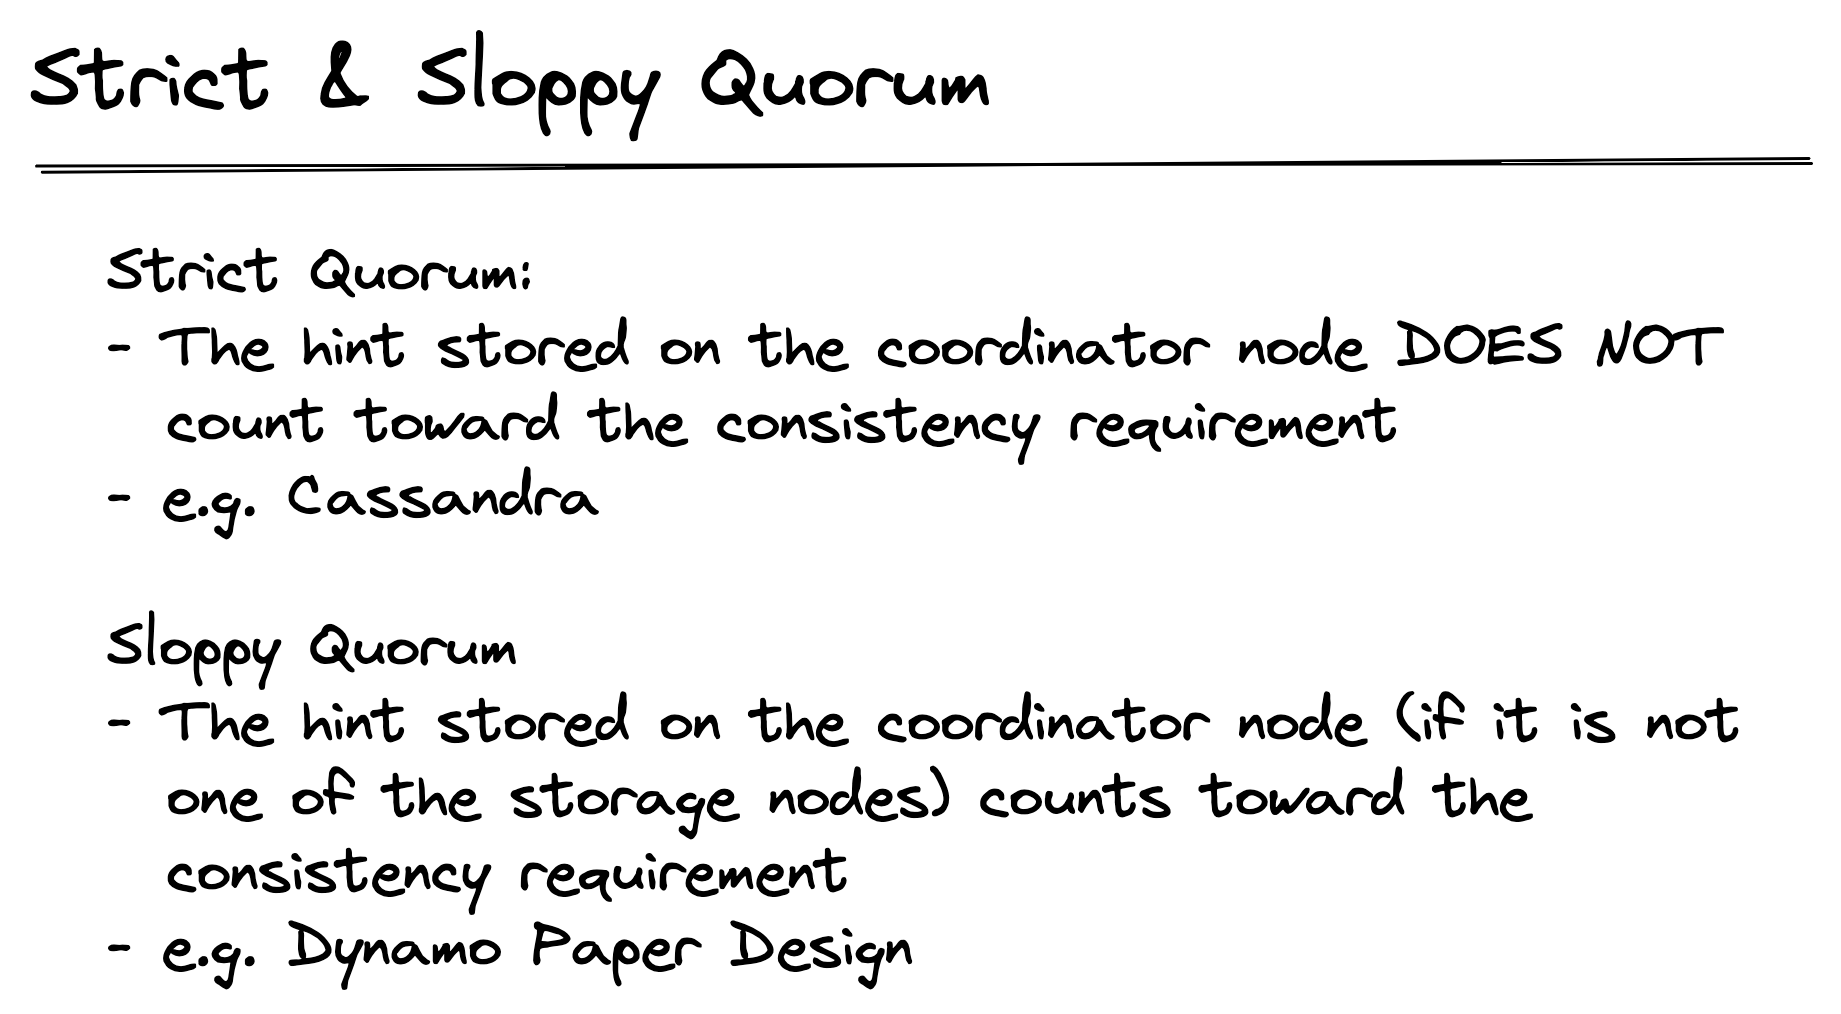 Strict & Sloppy Quorum
Strict Quorum:
- The hint stored on the coordinator node DOES NOT
count toward the consistency requirement
- e.g. Cassandra
Sloppy Quorum
- The hint stored on the coordinator node (if it is not
one of the storage nodes) counts toward the
consistency requirement
- e.g. Dynamo Paper Design